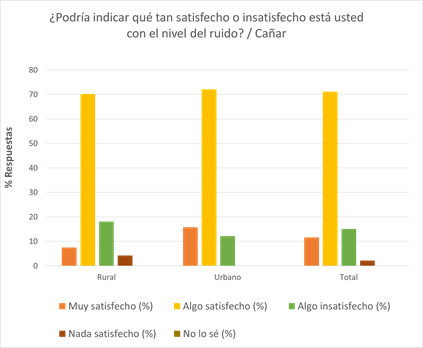 ¿Podría indicar qué tan satisfecho o insatisfecho está usted
con el nivel del ruido? / Cañar
80
70
60
50
40
30
20
10
0
% Respuestas
Rural Urbano Total
Muy satisfecho (%) Algo satisfecho (%) Algo insatisfecho (%)
Nada satisfecho (%) No lo sé (%)